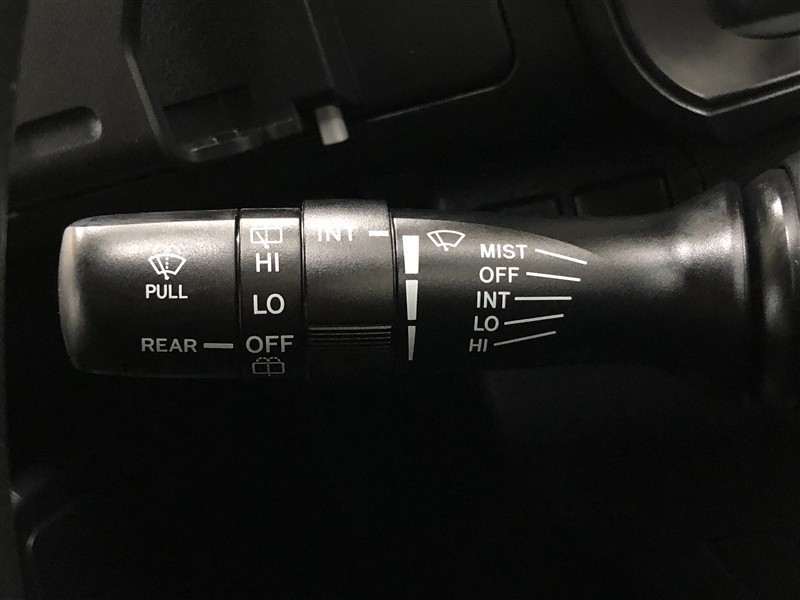 PULL
REAR
HI
LO
OFF
INT
MIST
OFF
INT
LO
HI